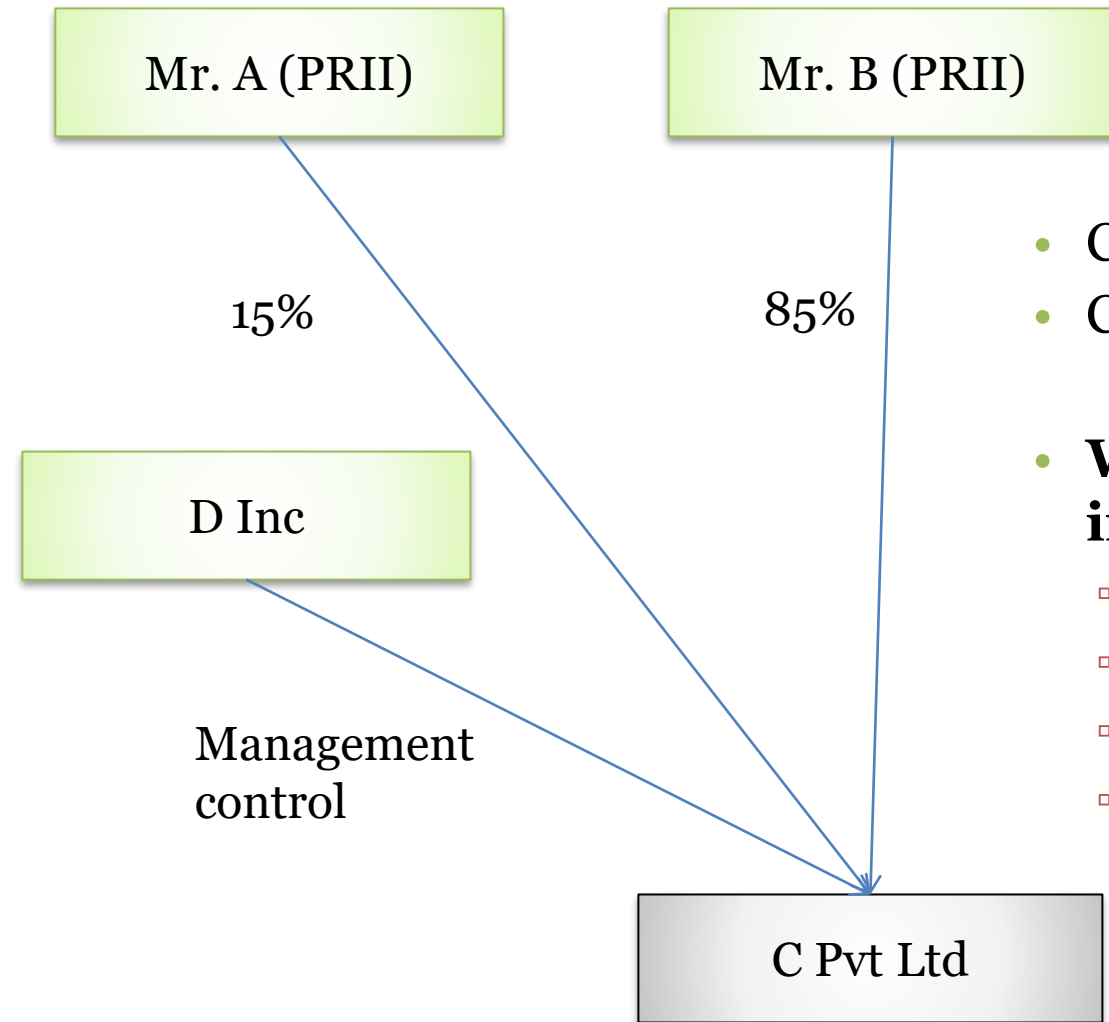 Mr. A (PRII)
Mr. B (PRII)
15%
85%
D Inc
Management
control
C Pvt Ltd